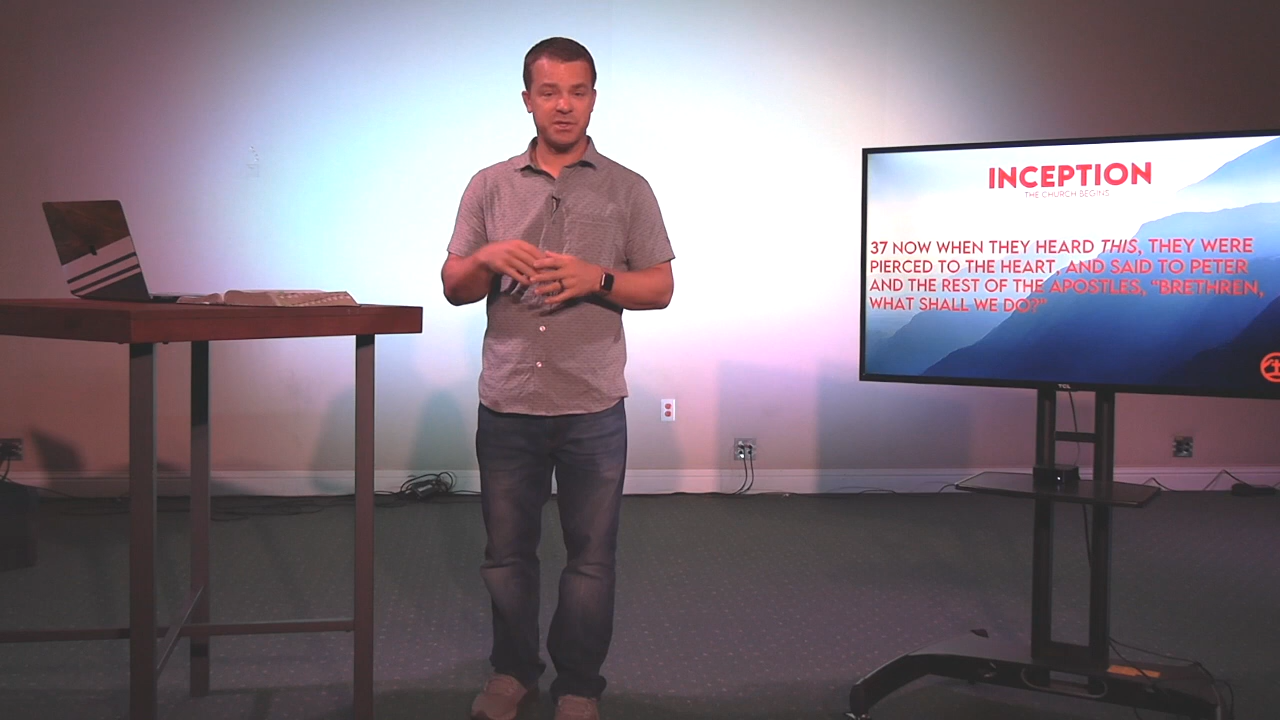 INCEPTION
THE CHURCH BEGINS
37 NOW WHEN THEY HEARD THIS, THEY WERE
PIERCED TO THE HEART, AND SAID TO PETER
AND THE REST OF THE APOSTLES, "BRETHREN,
WHAT SHALL WE DO?"
TCL